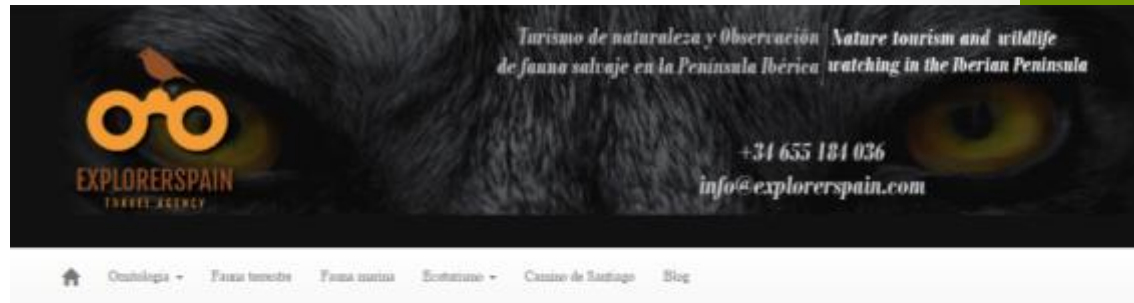 Turismo de naturaleza y Observación
de fauna salvaje en la Península Ibérica
Nature tourism and wildlife
watching in the Iberian Peninsula
+34 655 184 036
info@explorerspain.com
EXPLORERSPAIN
TRAVEL AGENCY
Ornitología
Fauna terrestre
Fauna marina
Ecoturismo
Camino de Santiago
Blog